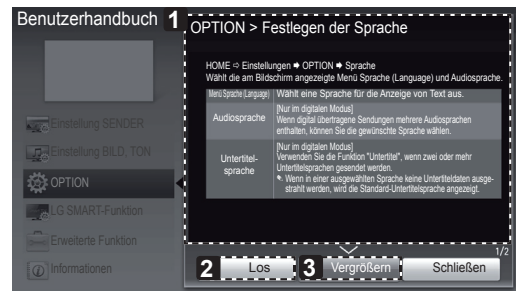 Benutzerhandbuch
1
OPTION > Festlegen der Sprache
HOME ⇨ Einstellungen ➡ OPTION ➡ Sprache
Wählt die am Bildschirm angezeigte Menü Sprache (Language) und Audiosprache.
Menü Sprache (Language)
Wählt eine Sprache für die Anzeige von Text aus.
Audiosprache
[Nur im digitalen Modus]
Wenn digital übertragene Sendungen mehrere Audiosprachen
enthalten, können Sie die gewünschte Sprache wählen.
Untertitel-
sprache
[Nur im digitalen Modus]
Verwenden Sie die Funktion "Untertitel", wenn zwei oder mehr
Untertitelsprachen gesendet werden.
Wenn in einer ausgewählten Sprache keine Untertiteldaten ausge-
strahlt werden, wird die Standard-Untertitelsprache angezeigt.
Einstellung SENDER
Einstellung BILD, TON
OPTION
LG SMART-Funktion
Erweiterte Funktion
Informationen
1/2
2
Los
3
Vergrößern
Schließen